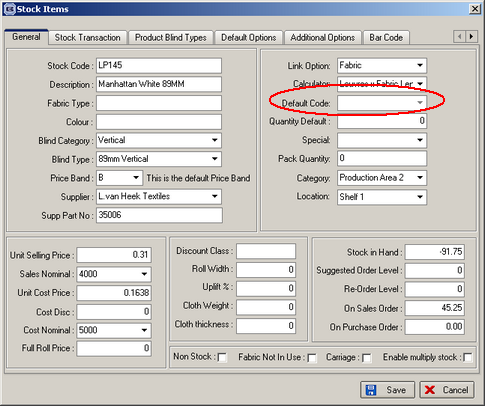 Stock Items
General Stock Transaction Product Blind Types Default Options Additional Options Bar Code
Stock Code : LP145
Description : Manhattan White 89MM
Fabric Type :
Colour :
Blind Category : Vertical
Blind Type : 89mm Vertical
Price Band : B This is the default Price Band
Supplier : L.van Heek Textiles
Supp Part No : 35006
Link Option: Fabric
Calculator: Louvres x Fabric Ler
Default Code:
Quantity Default : 0
Special:
Pack Quantity: 0
Category: Production Area 2
Location: Shelf 1
Unit Selling Price : 0.31
Sales Nominal : 4000
Unit Cost Price : 0.1638
Cost Disc : 0
Cost Nominal : 5000
Full Roll Price : 0
Discount Class :
Roll Width : 0
Uplift % : 0
Cloth Weight : 0
Cloth thickness : 0
Stock in Hand : -91.75
Suggested Order Level : 0
Re-Order Level : 0
On Sales Order : 45.25
On Purchase Order : 0.00
Non Stock : Fabric Not In Use : Carriage : Enable multiply stock :
Save Cancel